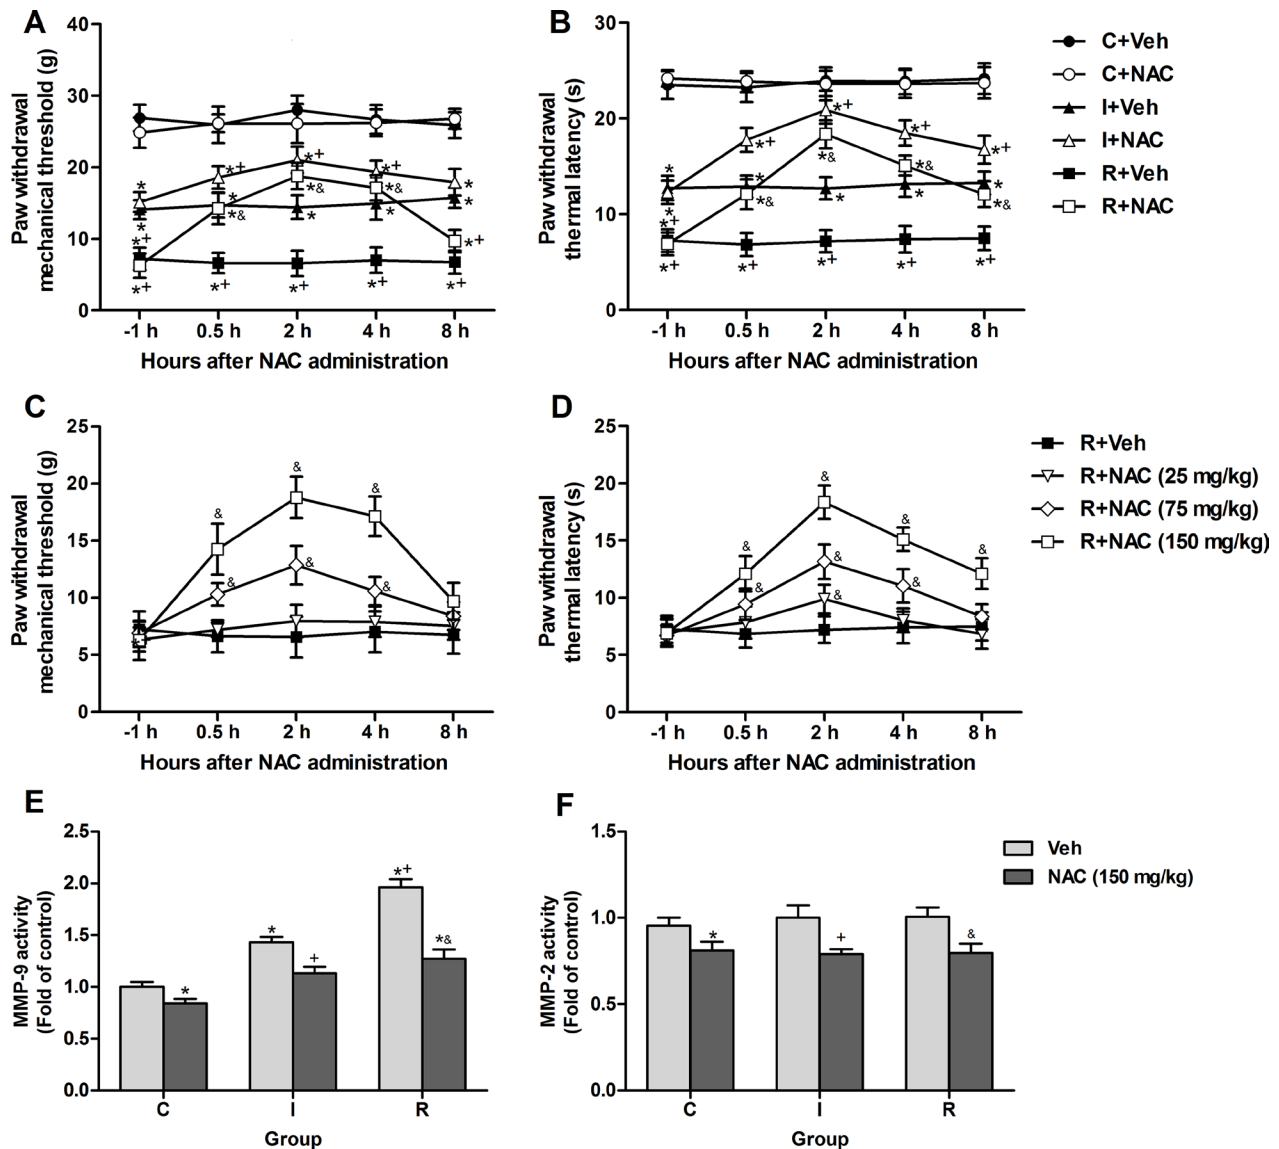 A
Paw withdrawal
mechanical threshold (g)
40
30
20
10
0
*
*
*+
*+
*+
*
*&
*+
*+
*&
*
*+
*+
*&
*
*+
*
*
*+
*+
-1 h 0.5 h 2 h 4 h 8 h
Hours after NAC administration
B
Paw withdrawal
thermal latency (s)
30
20
10
0
*
*
*+
*+
*+
*
*&
*+
*+
*&
*
*+
*+
*&
*
*+
*+
*
*&
*+
-1 h 0.5 h 2 h 4 h 8 h
Hours after NAC administration
C+Veh
C+NAC
I+Veh
I+NAC
R+Veh
R+NAC
C
Paw withdrawal
mechanical threshold (g)
25
20
15
10
5
0
&
&
&
&
&
&
-1 h 0.5 h 2 h 4 h 8 h
Hours after NAC administration
D
Paw withdrawal
thermal latency (s)
25
20
15
10
5
0
&
&
&
&
&
&
&
&
-1 h 0.5 h 2 h 4 h 8 h
Hours after NAC administration
R+Veh
R+NAC (25 mg/kg)
R+NAC (75 mg/kg)
R+NAC (150 mg/kg)
E
MMP-9 activity
(Fold of control)
2.5
2.0
1.5
1.0
0.5
0.0
*
*
+
*+
*&
C I R
Group
F
MMP-2 activity
(Fold of control)
1.5
1.0
0.5
0.0
*
+
&
C I R
Group
Veh
NAC (150 mg/kg)